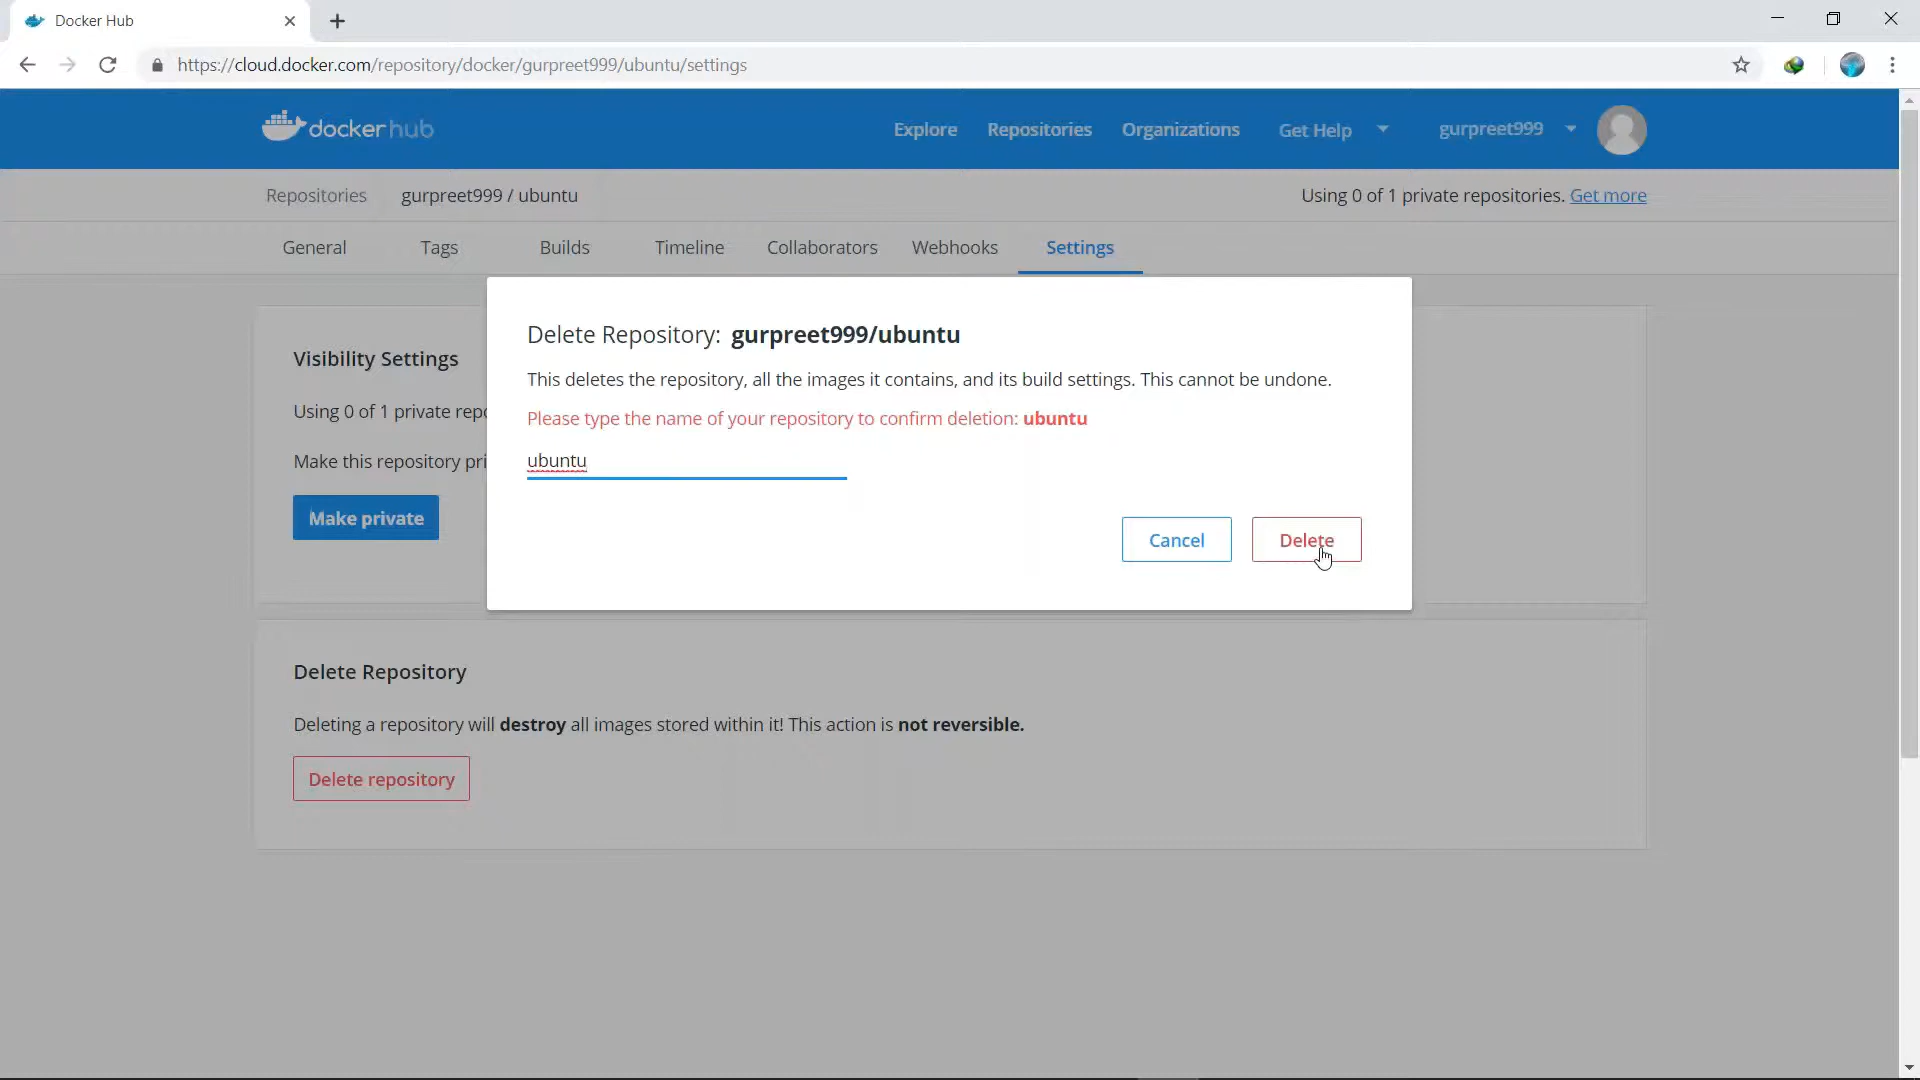 Docker Hub
https://cloud.docker.com/repository/docker/gurpreet999/ubuntu/settings
docker hub Explore Repositories Organizations Get Help gurpreet999
Repositories gurpreet999 / ubuntu Using 0 of 1 private repositories. Get more
General Tags Builds Timeline Collaborators Webhooks Settings
Delete Repository: gurpreet999/ubuntu
This deletes the repository, all the images it contains, and its build settings. This cannot be undone.
Please type the name of your repository to confirm deletion: ubuntu
ubuntu
Cancel Delete
Visibility Settings
Using 0 of 1 private repo
Make this repository pri
Make private
Delete Repository
Deleting a repository will destroy all images stored within it! This action is not reversible.
Delete repository